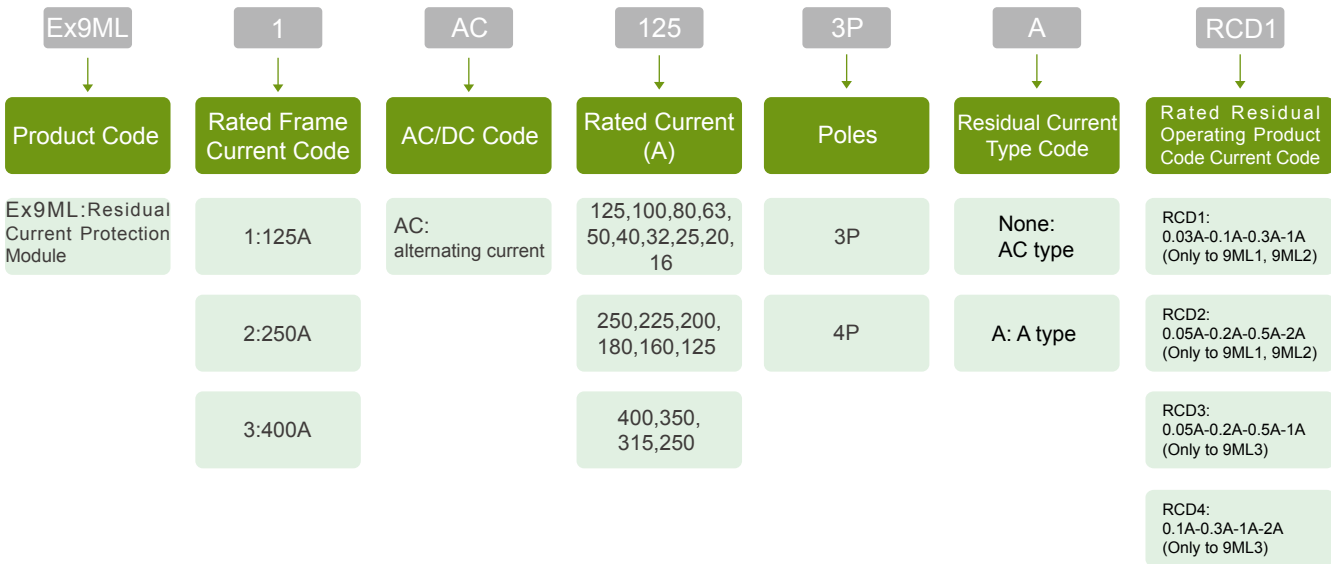 Ex9ML
1
AC
125
3P
A
RCD1
Product Code
Rated Frame
Current Code
AC/DC Code
Rated Current
(A)
Poles
Residual Current
Type Code
Rated Residual
Operating Product
Code Current Code
Ex9ML:Residual
Current Protection
Module
1:125A
AC:
alternating current
125,100,80,63,
50,40,32,25,20,
16
3P
None:
AC type
RCD1:
0.03A-0.1A-0.3A-1A
(Only to 9ML1, 9ML2)
2:250A
250,225,200,
180,160,125
4P
A: A type
RCD2:
0.05A-0.2A-0.5A-2A
(Only to 9ML1, 9ML2)
3:400A
400,350,
315,250
RCD3:
0.05A-0.2A-0.5A-1A
(Only to 9ML3)
RCD4:
0.1A-0.3A-1A-2A
(Only to 9ML3)